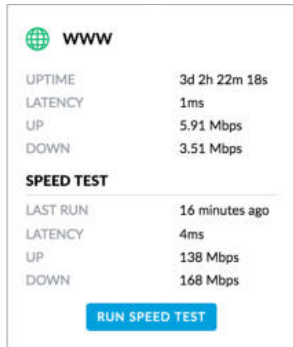 WWW
UPTIME 3d 2h 22m 18s
LATENCY 1ms
UP 5.91 Mbps
DOWN 3.51 Mbps
SPEED TEST
LAST RUN 16 minutes ago
LATENCY 4ms
UP 138 Mbps
DOWN 168 Mbps
RUN SPEED TEST